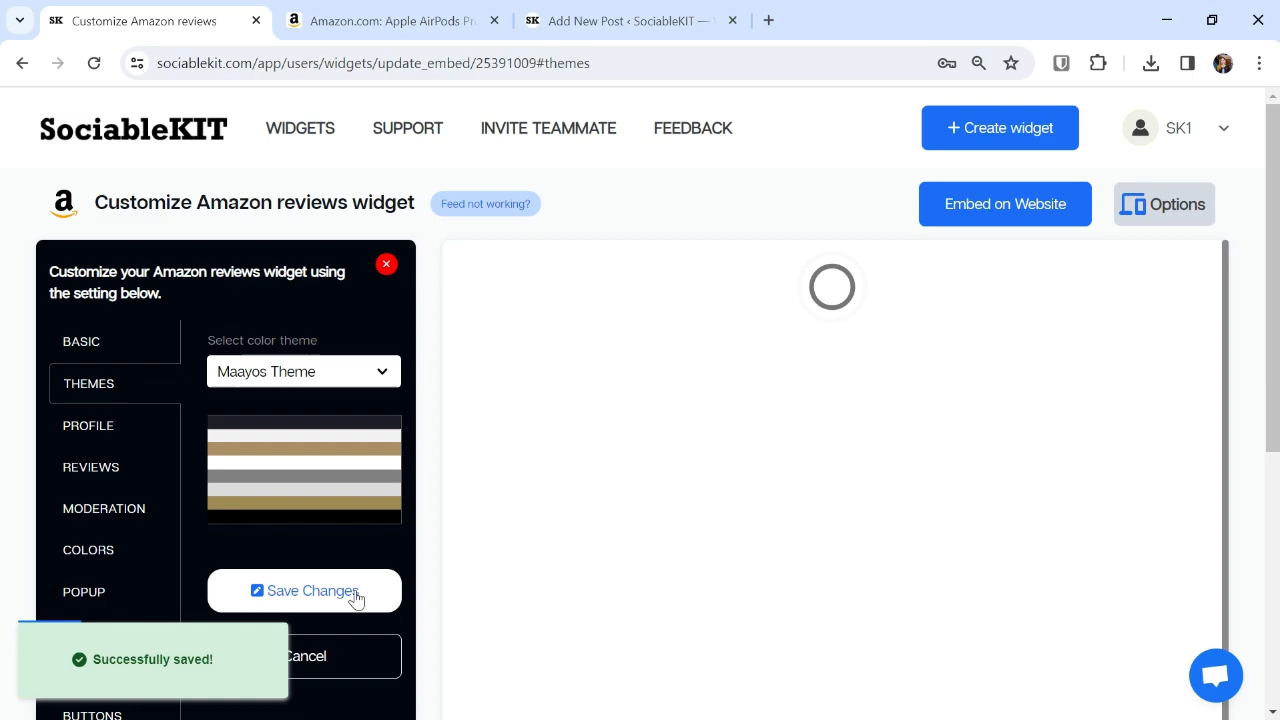 SK Customize Amazon reviews
Amazon.com: Apple AirPods Pr
SK Add New Post ‹ SociableKIT —
sociablekit.com/app/users/widgets/update_embed/25391009#themes
SociableKIT
WIDGETS
SUPPORT
INVITE TEAMMATE
FEEDBACK
+ Create widget
SK1
Customize Amazon reviews widget
Feed not working?
Embed on Website
Options
Customize your Amazon reviews widget using
the setting below.
BASIC
THEMES
PROFILE
REVIEWS
MODERATION
COLORS
POPUP
BUTTONS
Select color theme
Maayos Theme
Save Changes
Cancel
Successfully saved!